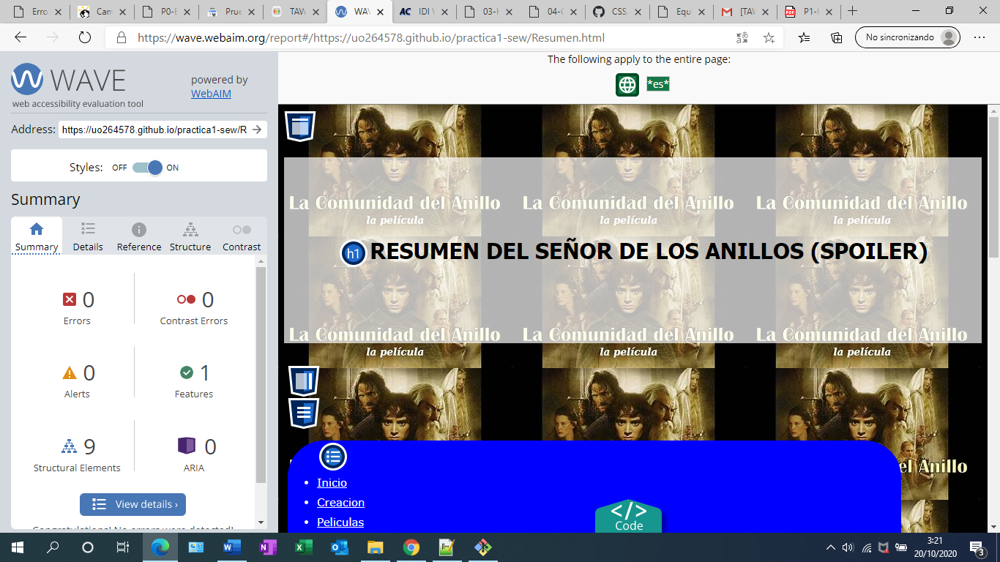 Erro
Cam
P0-E
Prue
TAW
WAV
IDI V
03-H
04-C
CSS
Equ
[TAW
P1-I
https://wave.webaim.org/report#/https://uo264578.github.io/practica1-sew/Resumen.html
No sincronizando
WAVE
web accessibility evaluation tool
powered by
WebAIM
Address: https://uo264578.github.io/practica1-sew/R
Styles: OFF ON
Summary
Summary Details Reference Structure Contrast
0 Errors
0 Contrast Errors
0 Alerts
1 Features
9 Structural Elements
0 ARIA
View details ›
Congratulations! No errors were detected!
The following apply to the entire page:
*es*
La Comunidad del Anillo La Comunidad del Anillo La Comunidad del Anillo
la película la película la película
h1 RESUMEN DEL SEÑOR DE LOS ANILLOS (SPOILER)
La Comunidad del Anillo La Comunidad del Anillo La Comunidad del Anillo
la película la película la película
del Anillo
Inicio
Creacion
Peliculas
</>
Code
3:21
20/10/2020
3